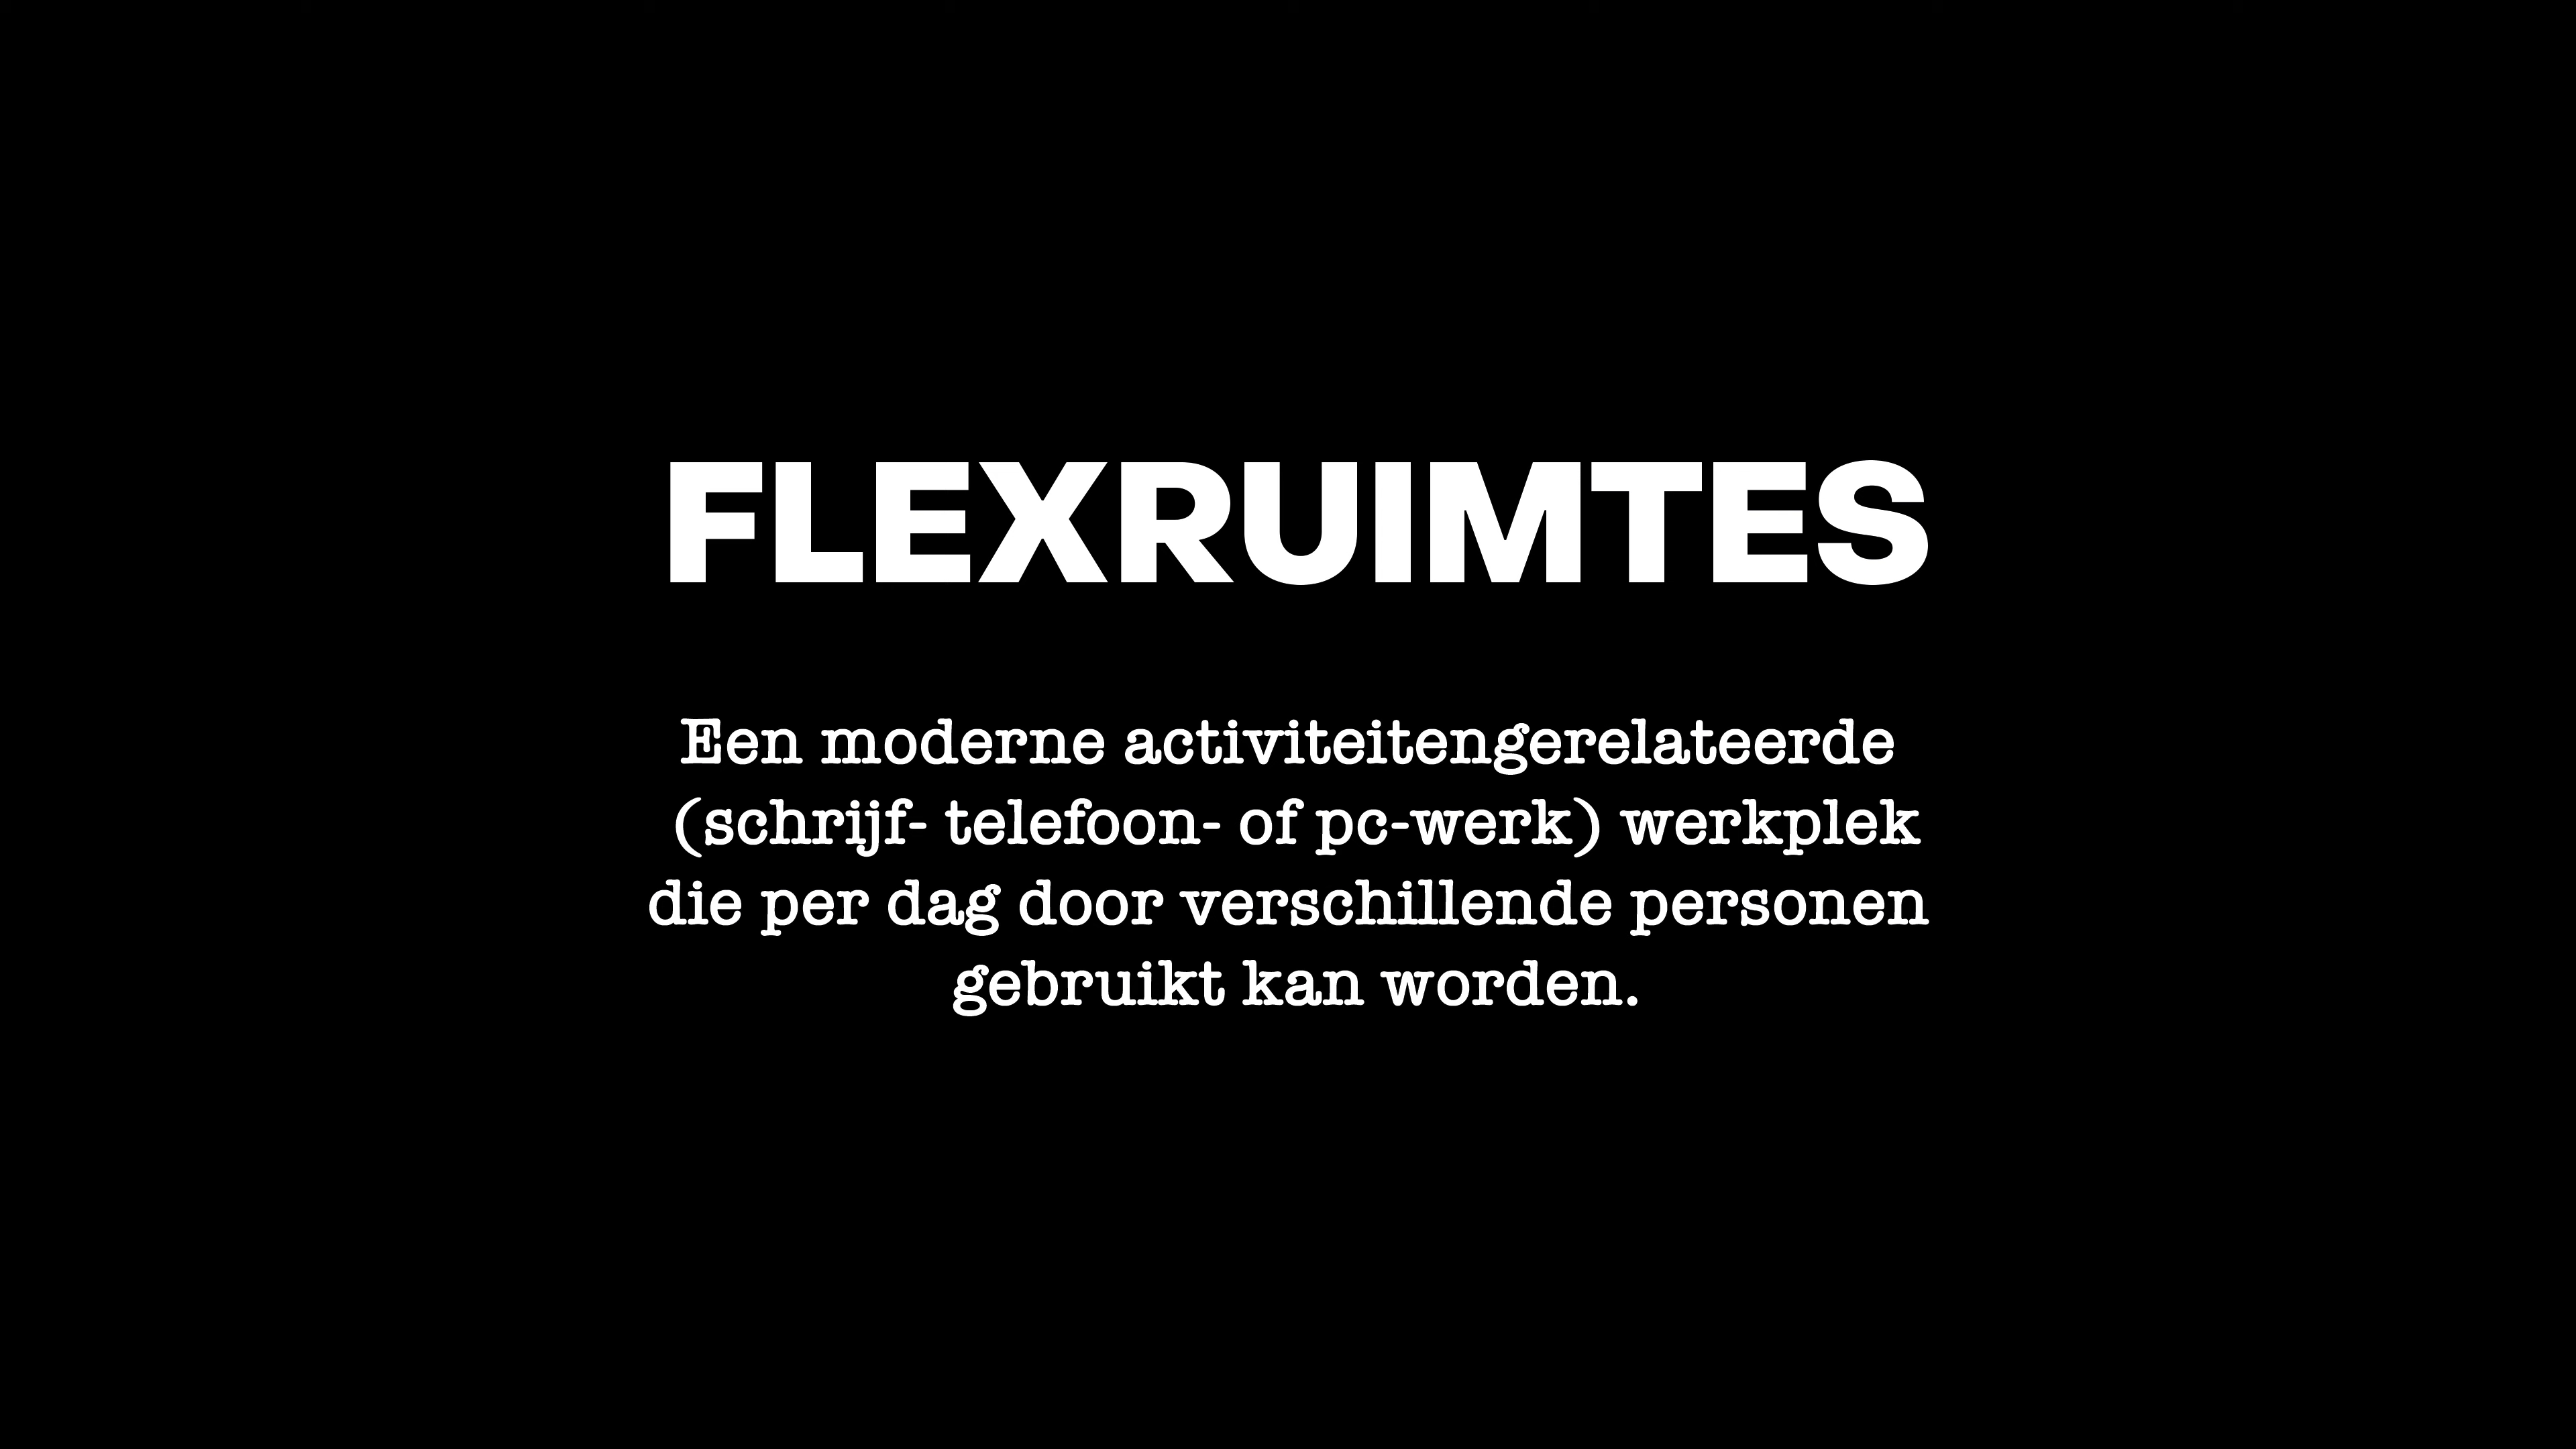 FLEXRUIMTES
Een moderne activiteitengerelateerde
(schrijf- telefoon- of pc-werk) werkplek
die per dag door verschillende personen
gebruikt kan worden.